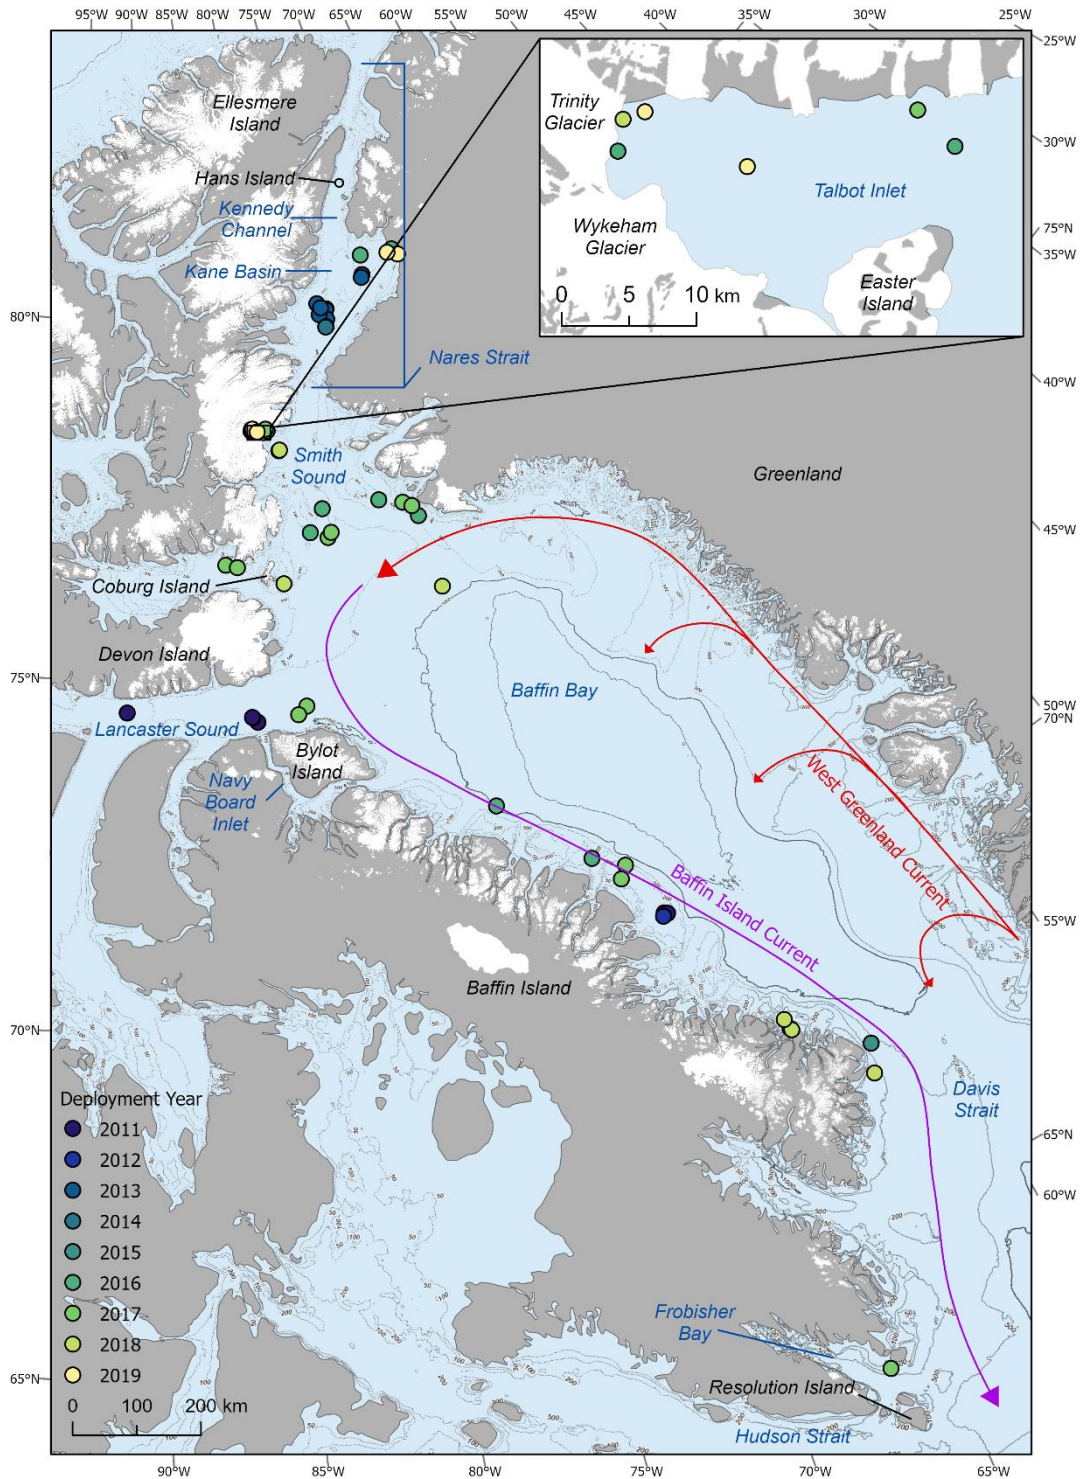 95°W 90°W 85°W 80°W 75°W 70°W 65°W 60°W 55°W 50°W 45°W 40°W 35°W 30°W 25°W
25°W
30°W
25°N
35°W
40°W
45°W
50°W
70°N
55°W
65°N
60°W
80°N
75°N
70°N
65°N
90°W 85°W 80°W 75°W 70°W 65°W
Ellesmere
Island
Hans Island
Kennedy
Channel
Kane Basin
Nares Strait
Trinity
Glacier
Talbot Inlet
Wykeham
Glacier
Easter
Island
0 5 10 km
Smith
Sound
Greenland
Coburg Island
Devon Island
Baffin Bay
Lancaster Sound
Bylot
Island
Navy
Board
Inlet
West Greenland Current
Baffin Island Current
Baffin Island
Davis
Strait
Frobisher
Bay
Resolution Island
Hudson Strait
Deployment Year
2011
2012
2013
2014
2015
2016
2017
2018
2019
0 100 200 km